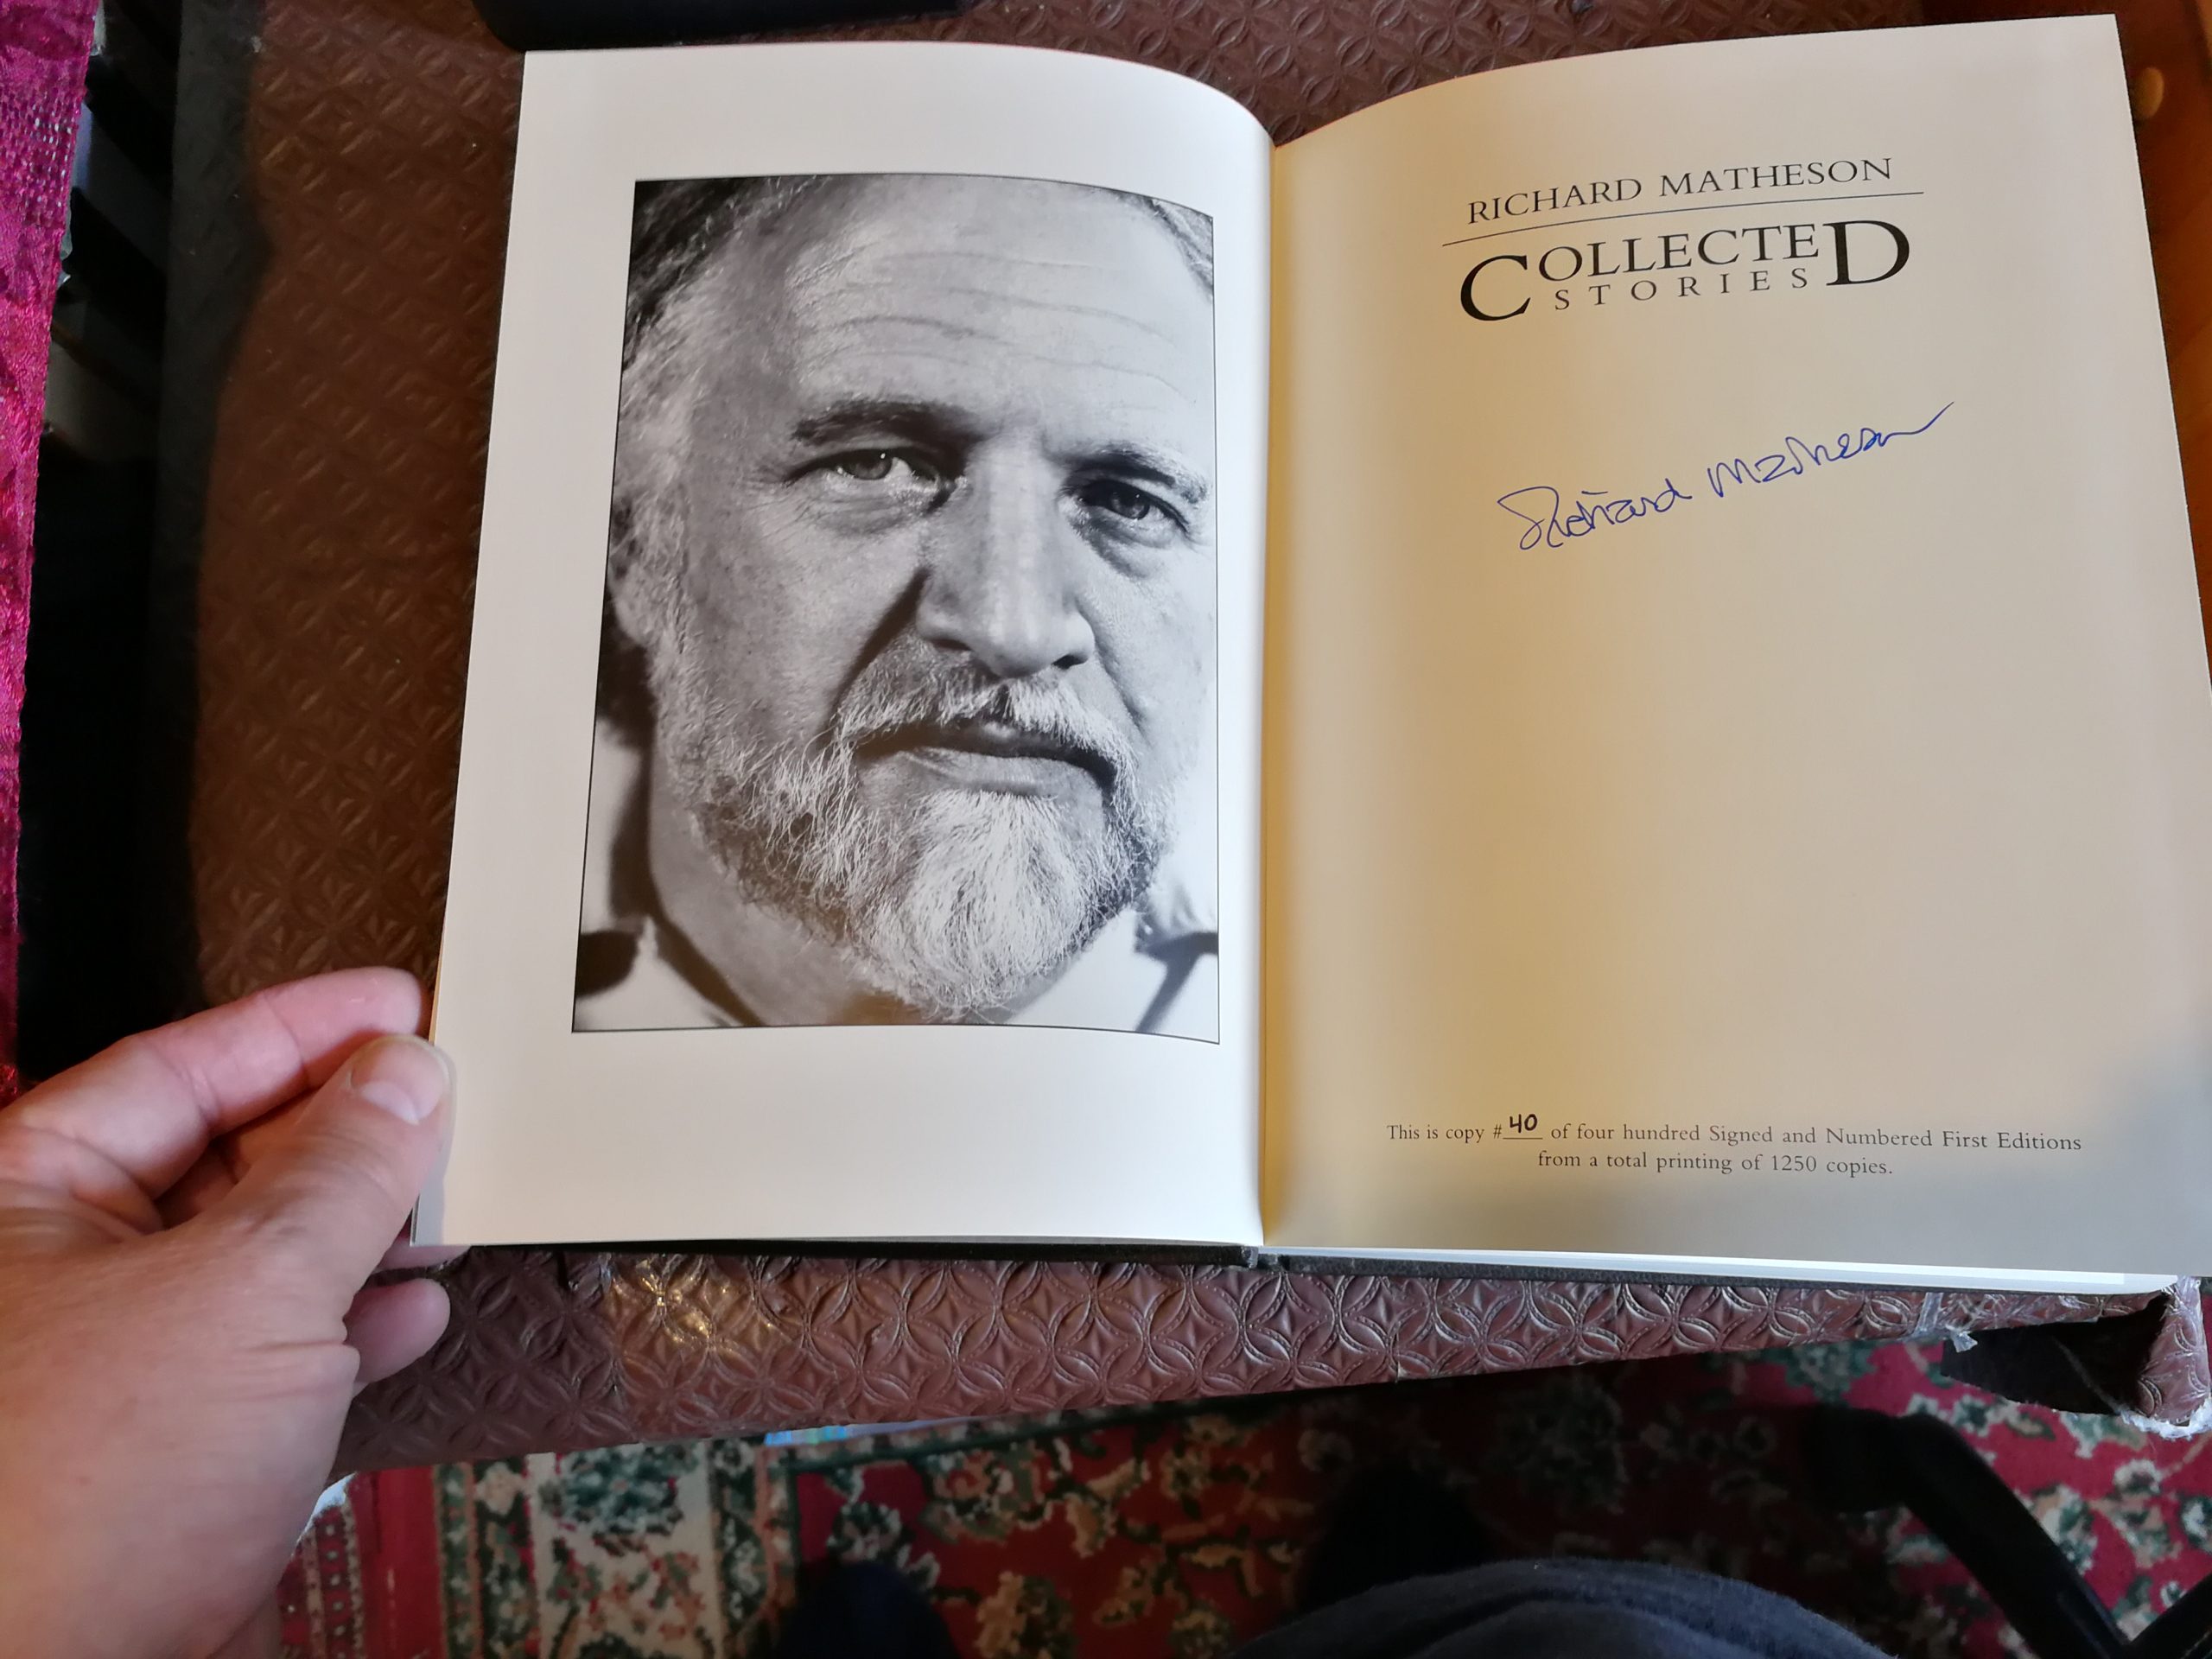 RICHARD MATHESON
COLLECTED
STORIES
Richard Matheson
This is copy #40 of four hundred Signed and Numbered First Editions
from a total printing of 1250 copies.